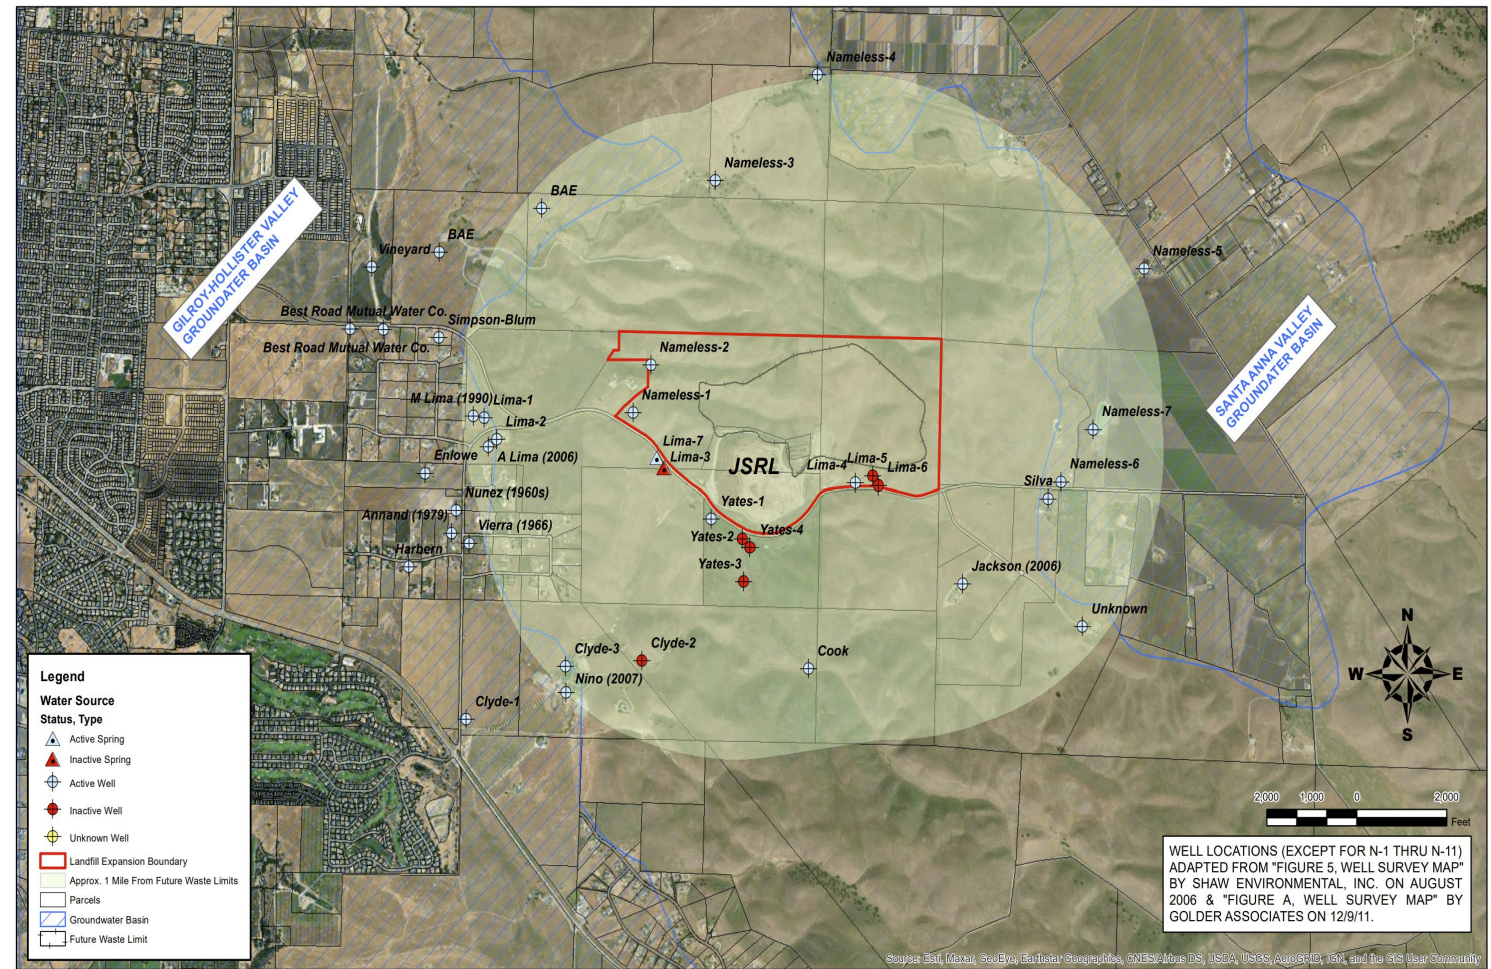 Nameless-4
Nameless-3
BAE
BAE
Vineyard
Nameless-5
GILROY-HOLLISTER VALLEY
GROUNDATER BASIN
SANTA ANNA VALLEY
GROUNDATER BASIN
Best Road Mutual Water Co.
Simpson-Blum
Best Road Mutual Water Co.
Nameless-2
Nameless-1
M Lima (1990)
Lima-1
Lima-2
Nameless-7
Enlowe
A Lima (2006)
Lima-7
Lima-3
JSRL
Lima-4
Lima-5
Lima-6
Nameless-6
Silva
Nunez (1960s)
Yates-1
Annand (1979)
Vierra (1966)
Yates-2
Yates-4
Harbern
Yates-3
Jackson (2006)
Unknown
Clyde-3
Clyde-2
Cook
Nino (2007)
Clyde-1
N
W
E
S
Legend
Water Source
Status, Type
Active Spring
Inactive Spring
Active Well
Inactive Well
Unknown Well
Landfill Expansion Boundary
Approx. 1 Mile From Future Waste Limits
Parcels
Groundwater Basin
Future Waste Limit
2,000 1,000 0 2,000
Feet
WELL LOCATIONS (EXCEPT FOR N-1 THRU N-11)
ADAPTED FROM "FIGURE 5, WELL SURVEY MAP"
BY SHAW ENVIRONMENTAL, INC. ON AUGUST
2006 & "FIGURE A, WELL SURVEY MAP" BY
GOLDER ASSOCIATES ON 12/9/11.
Source: Esri, Maxar, GeoEye, Earthstar Geographics, CNES/Airbus DS, USDA, USGS, AeroGRID, IGN, and the GIS User Community